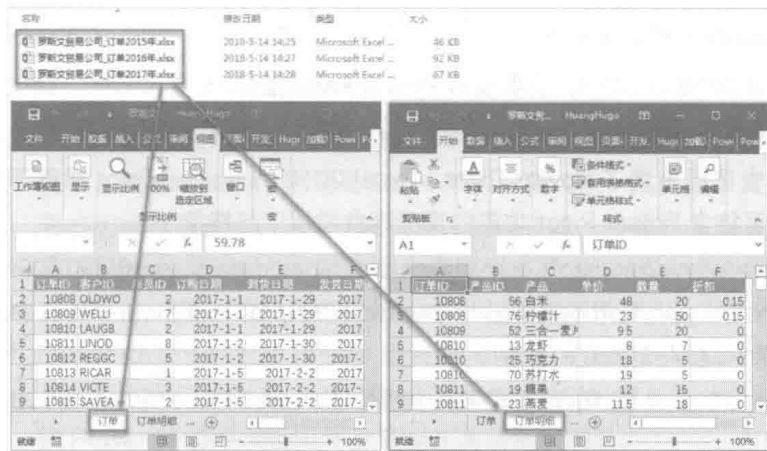 名称 修改日期 类型 大小
罗斯文贸易公司_订单2015年.xlsx 2018-5-14 14:25 Microsoft Excel ... 46 KB
罗斯文贸易公司_订单2016年.xlsx 2018-5-14 14:27 Microsoft Excel ... 92 KB
罗斯文贸易公司_订单2017年.xlsx 2018-5-14 14:28 Microsoft Excel ... 67 KB
HuangHugo
文件 开始 数据 插入 公式 审阅 视图 开发 Hugo 加载 Powe
工作簿视图 显示 显示比例 100% 缩放到选定区域 窗口 宏
显示比例 宏
59.78
A B C D E F
1 订单ID 客户ID 雇员ID 订购日期 到货日期 发货日期
2 10808 OLDWO 2 2017-1-1 2017-1-29 2017
3 10809 WELLI 7 2017-1-1 2017-1-29 2017
4 10810 LAUGB 2 2017-1-1 2017-1-29 2017
5 10811 LINOD 8 2017-1-2 2017-1-30 2017
6 10812 REGGC 5 2017-1-2 2017-1-30 2017-
7 10813 RICAR 1 2017-1-5 2017-2-2 2017-
8 10814 VICTE 3 2017-1-5 2017-2-2 2017-
9 10815 SAVEA 2 2017-1-5 2017-2-2 2017-
订单 订单明细 ...
就绪 100%
罗斯文贸... HuangHugo
文件 开始 数据 插入 公式 审阅 视图 页面 开发 Hugo 加载 Powe Powe
粘贴 字体 对齐方式 数字 条件格式 套用表格格式 单元格样式 单元格 编辑
剪贴板 样式
A1 订单ID
A B C D E F
1 订单ID 产品ID 产品 单价 数量 折扣
2 10808 56 白米 48 20 0.15
3 10808 76 柠檬汁 23 50 0.15
4 10809 52 三合一麦片 9.5 20 0
5 10810 13 龙虾 6 7 0
6 10810 25 巧克力 18 5 0
7 10810 70 苏打水 19 5 0
8 10811 19 糖果 12 15 0
9 10811 23 燕麦 11.5 18 0
订单 订单明细 ...
就绪 100%